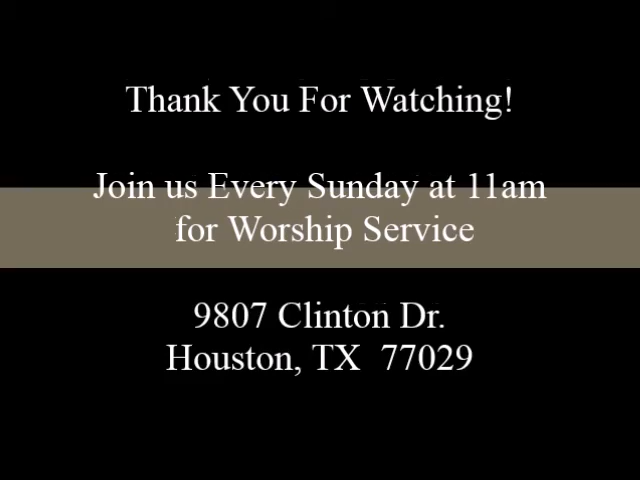 Thank You For Watching!
Join us Every Sunday at 11am
for Worship Service
9807 Clinton Dr.
Houston, TX  77029